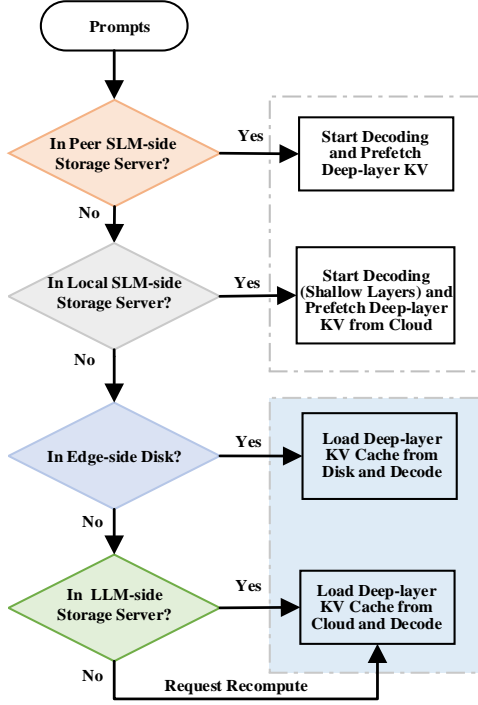 Prompts
In Peer SLM-side
Storage Server?
Yes
Start Decoding
and Prefetch
Deep-layer KV
No
In Local SLM-side
Storage Server?
Yes
Start Decoding
(Shallow Layers) and
Prefetch Deep-layer
KV from Cloud
No
In Edge-side Disk?
Yes
Load Deep-layer
KV Cache from
Disk and Decode
No
In LLM-side
Storage Server?
Yes
Load Deep-layer
KV Cache from
Cloud and Decode
No
Request Recompute